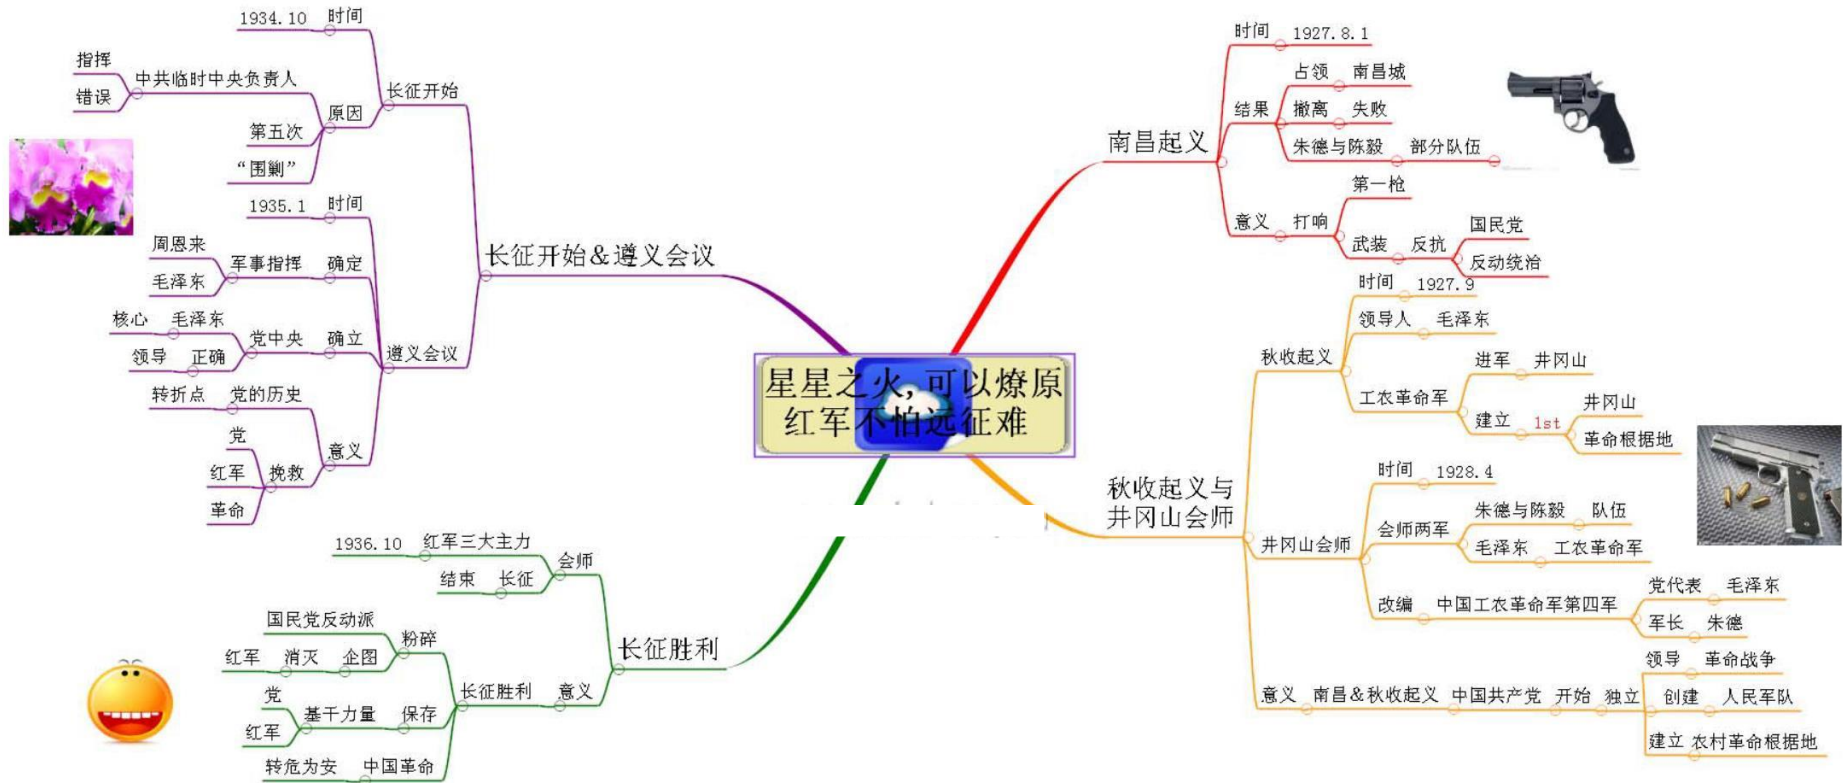 星星之火,可以燎原
红军不怕远征难
南昌起义
时间 1927.8.1
结果
占领 南昌城
撤离 失败
朱德与陈毅 部分队伍
意义 打响
第一枪
武装 反抗
国民党
反动统治
秋收起义与
井冈山会师
秋收起义
时间 1927.9
领导人 毛泽东
工农革命军
进军 井冈山
建立 1st
井冈山
革命根据地
井冈山会师
时间 1928.4
会师两军
朱德与陈毅 队伍
毛泽东 工农革命军
改编 中国工农革命军第四军
党代表 毛泽东
军长 朱德
意义 南昌&秋收起义 中国共产党 开始 独立
领导 革命战争
创建 人民军队
建立 农村革命根据地
长征开始&遵义会议
长征开始
1934.10 时间
原因
中共临时中央负责人
指挥
错误
第五次
“围剿”
遵义会议
1935.1 时间
军事指挥 确定
周恩来
毛泽东
党中央 确立
核心 毛泽东
领导 正确
意义
转折点 党的历史
挽救
党
红军
革命
长征胜利
会师
1936.10 红军三大主力
结束 长征
长征胜利 意义
粉碎
国民党反动派
红军 消灭 企图
基干力量 保存
党
红军
转危为安 中国革命